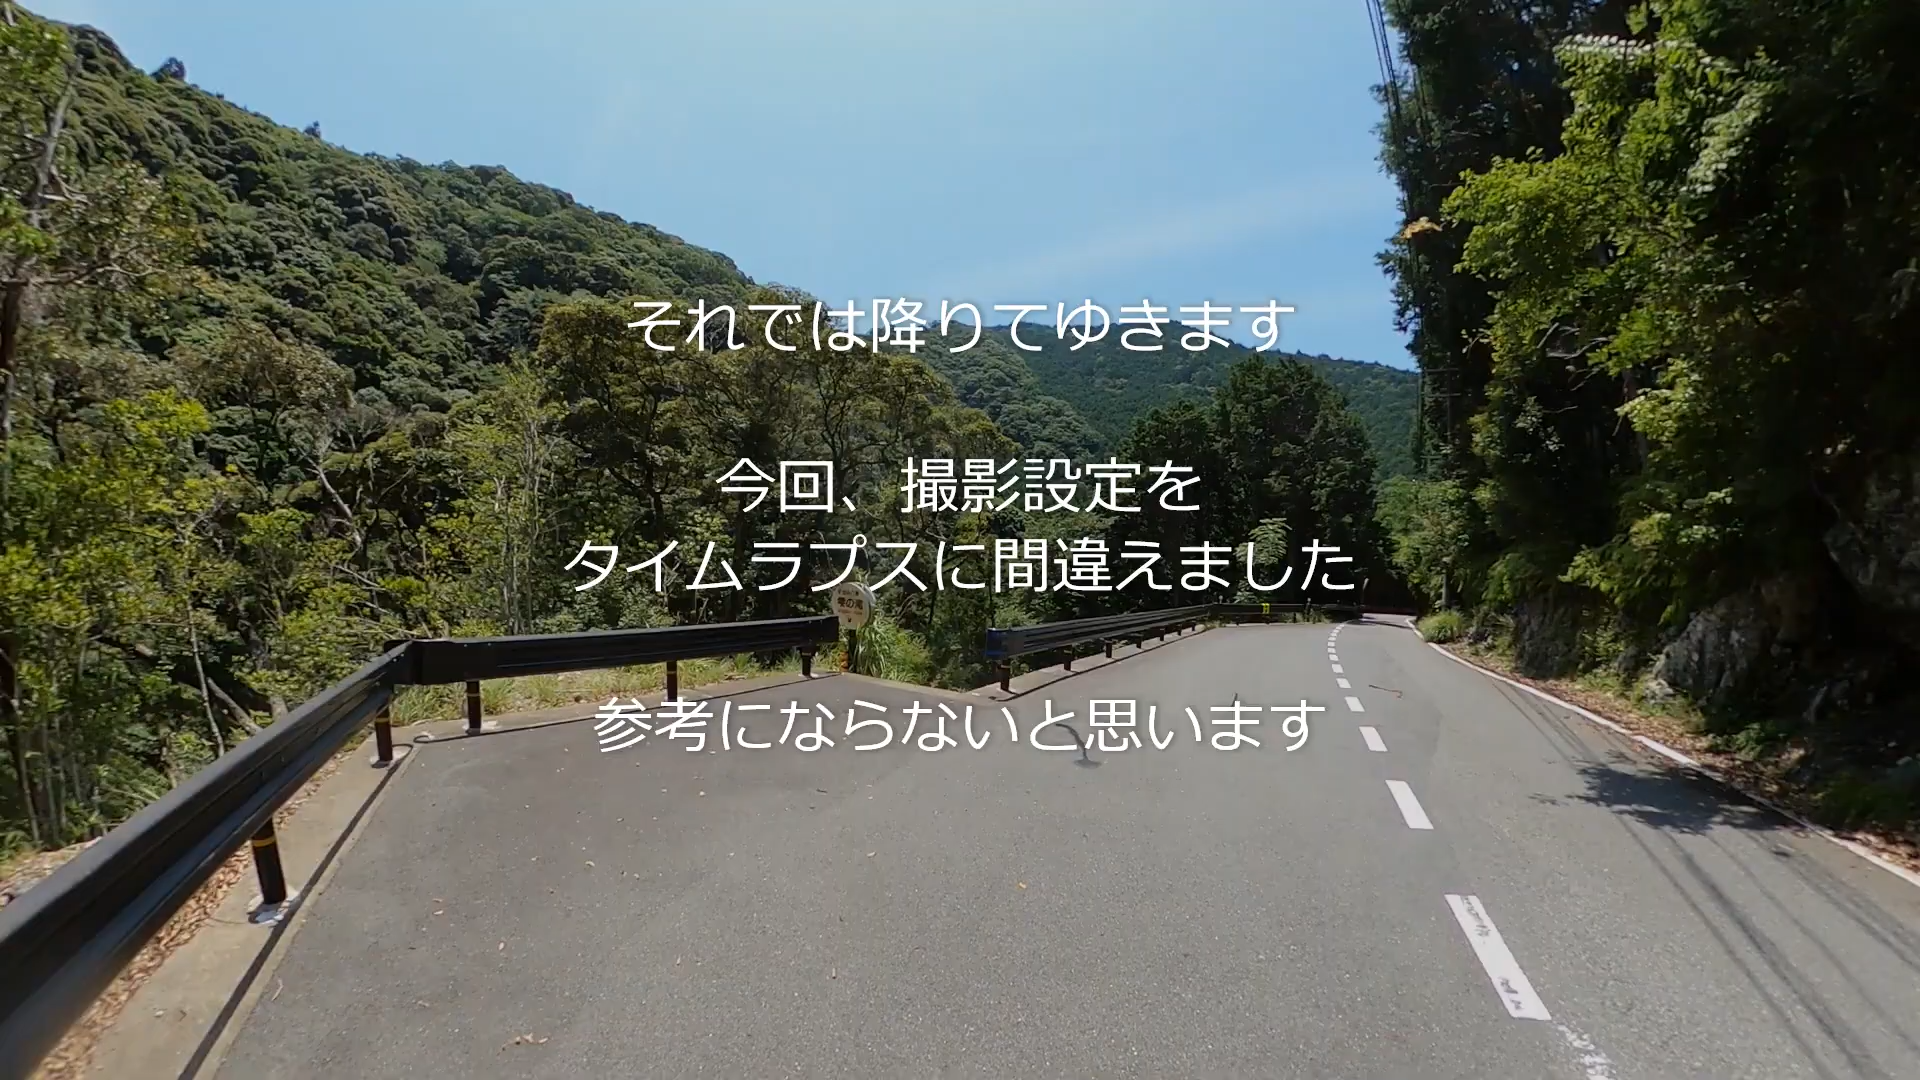 それでは降りてゆきます
今回、撮影設定を
タイムラプスに間違えました
参考にならないと思います
の滝